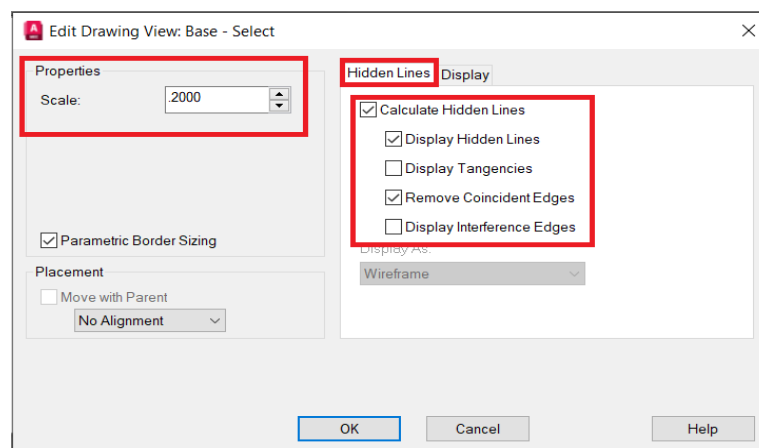 Edit Drawing View: Base - Select
Properties
Scale:
.2000
Parametric Border Sizing
Placement
Move with Parent
No Alignment
Hidden Lines
Display
Calculate Hidden Lines
Display Hidden Lines
Display Tangencies
Remove Coincident Edges
Display Interference Edges
Display As:
Wireframe
OK
Cancel
Help